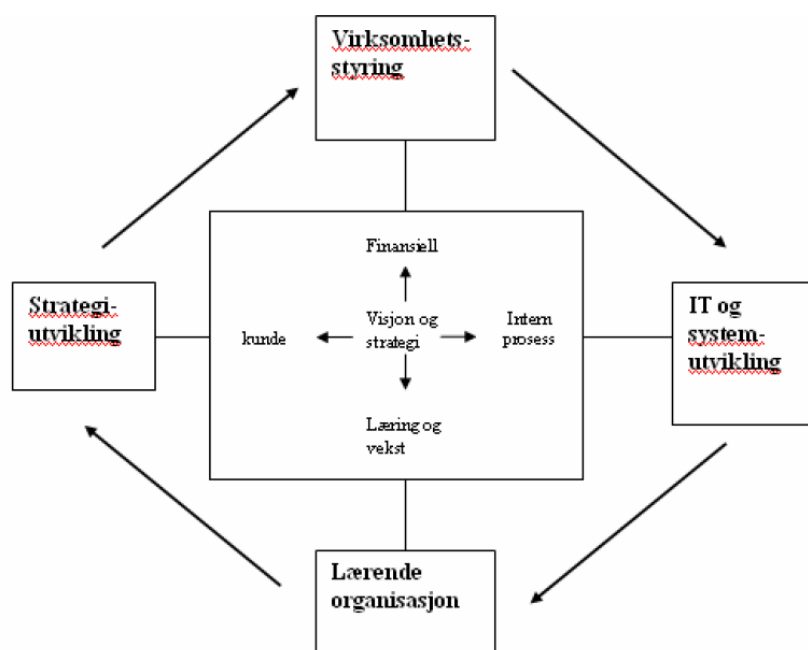 Virksomhets-
styring
Finansiell
Strategi-
utvikling
kunde
Visjon og
strategi
Intern
prosess
IT og
system-
utvikling
Læring og
vekst
Lærende
organisasjon